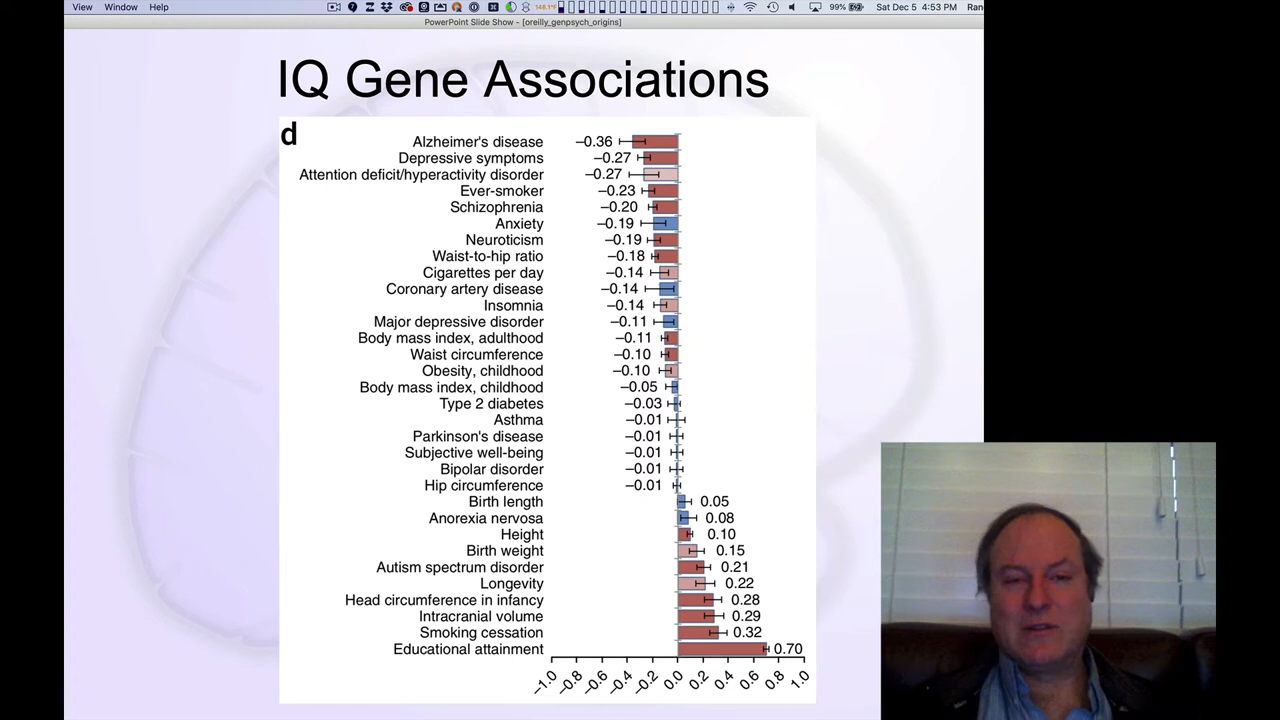 View Window Help 148.1°F 99% Sat Dec 5 4:53 PM Ran
PowerPoint Slide Show - [oreilly_genpsych_origins]
IQ Gene Associations
d
Alzheimer's disease −0.36
Depressive symptoms −0.27
Attention deficit/hyperactivity disorder −0.27
Ever-smoker −0.23
Schizophrenia −0.20
Anxiety −0.19
Neuroticism −0.19
Waist-to-hip ratio −0.18
Cigarettes per day −0.14
Coronary artery disease −0.14
Insomnia −0.14
Major depressive disorder −0.11
Body mass index, adulthood −0.11
Waist circumference −0.10
Obesity, childhood −0.10
Body mass index, childhood −0.05
Type 2 diabetes −0.03
Asthma −0.01
Parkinson's disease −0.01
Subjective well-being −0.01
Bipolar disorder −0.01
Hip circumference −0.01
Birth length 0.05
Anorexia nervosa 0.08
Height 0.10
Birth weight 0.15
Autism spectrum disorder 0.21
Longevity 0.22
Head circumference in infancy 0.28
Intracranial volume 0.29
Smoking cessation 0.32
Educational attainment 0.70
−1.0 −0.8 −0.6 −0.4 −0.2 0.0 0.2 0.4 0.6 0.8 1.0